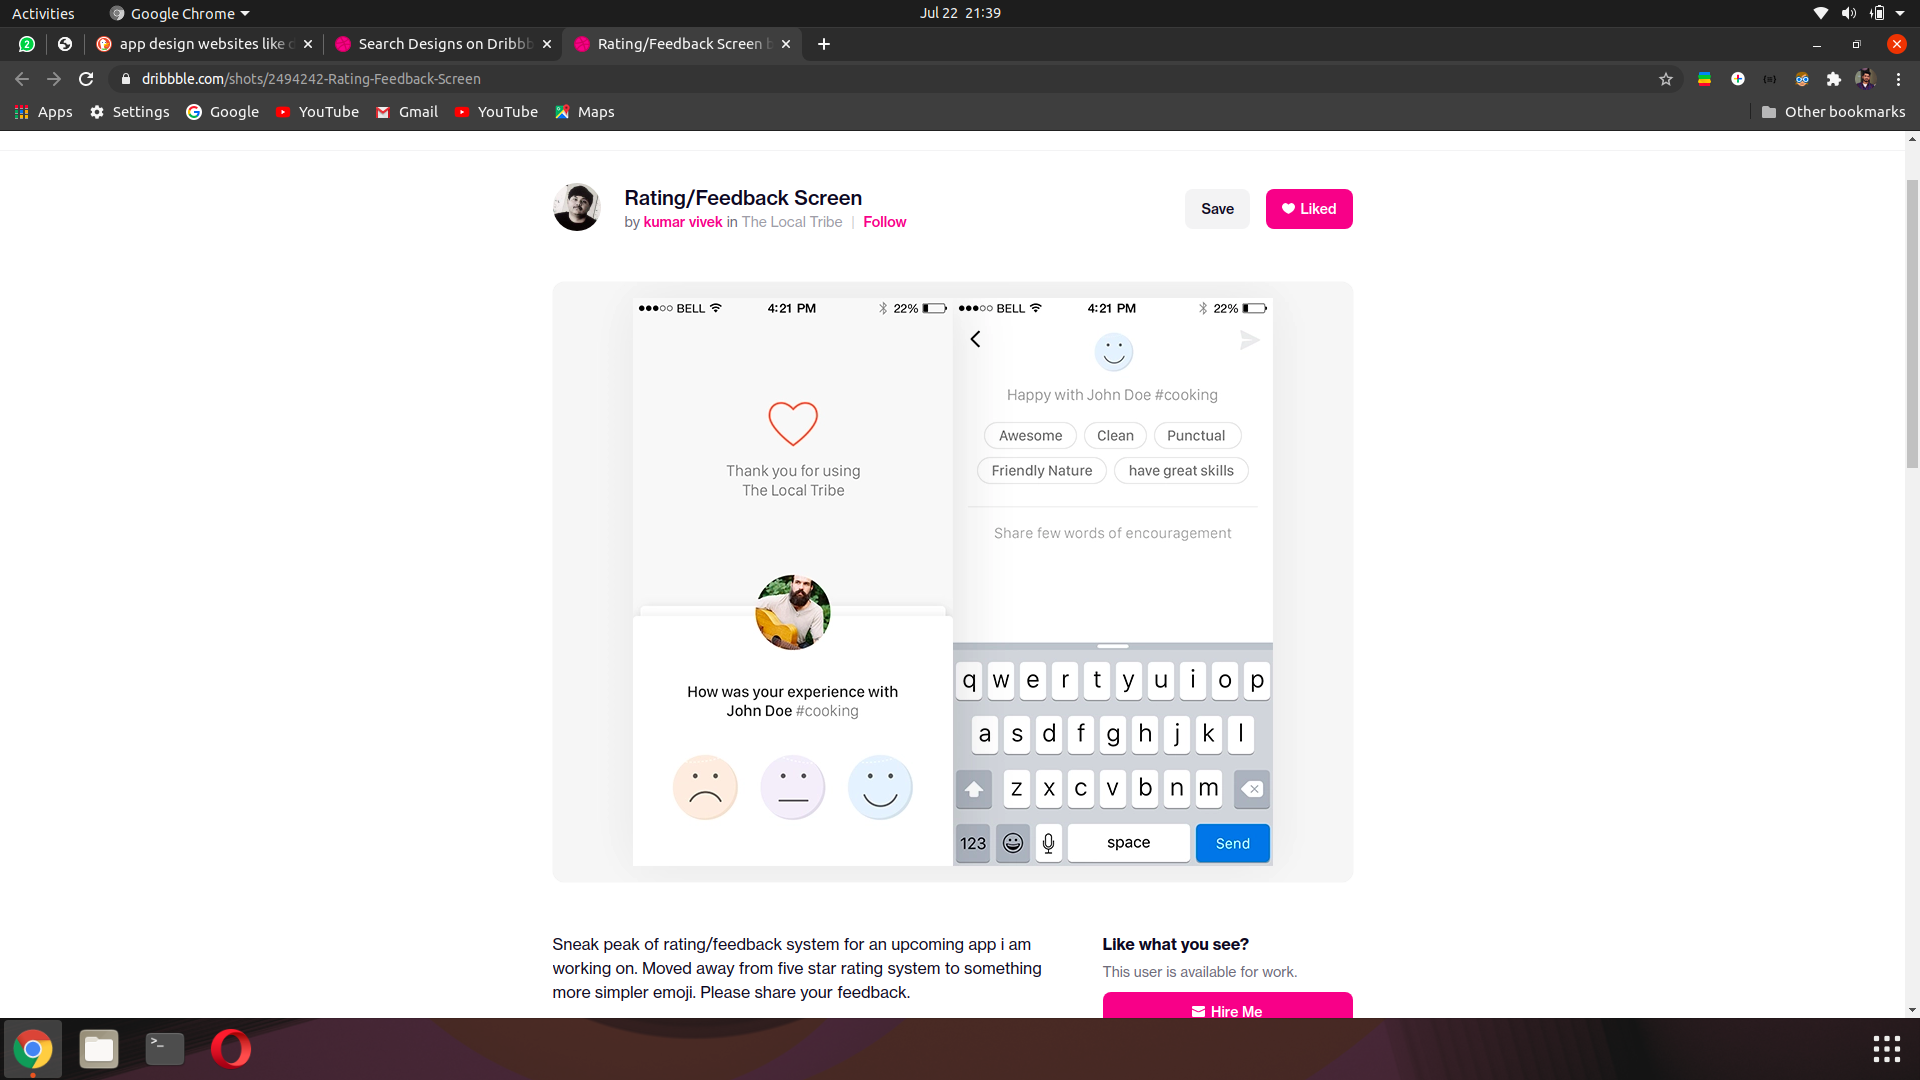 Activities
Google Chrome
Jul 22 21:39
2
app design websites like
Search Designs on Dribbb
Rating/Feedback Screen
dribbble.com/shots/2494242-Rating-Feedback-Screen
Apps
Settings
Google
YouTube
Gmail
YouTube
Maps
Other bookmarks
Rating/Feedback Screen
by kumar vivek in The Local Tribe | Follow
Save
Liked
BELL 4:21 PM 22%
Thank you for using
The Local Tribe
How was your experience with
John Doe #cooking
BELL 4:21 PM 22%
Happy with John Doe #cooking
Awesome Clean Punctual
Friendly Nature have great skills
Share few words of encouragement
q w e r t y u i o p
a s d f g h j k l
z x c v b n m
123 space Send
Sneak peak of rating/feedback system for an upcoming app i am
working on. Moved away from five star rating system to something
more simpler emoji. Please share your feedback.
Like what you see?
This user is available for work.
Hire Me